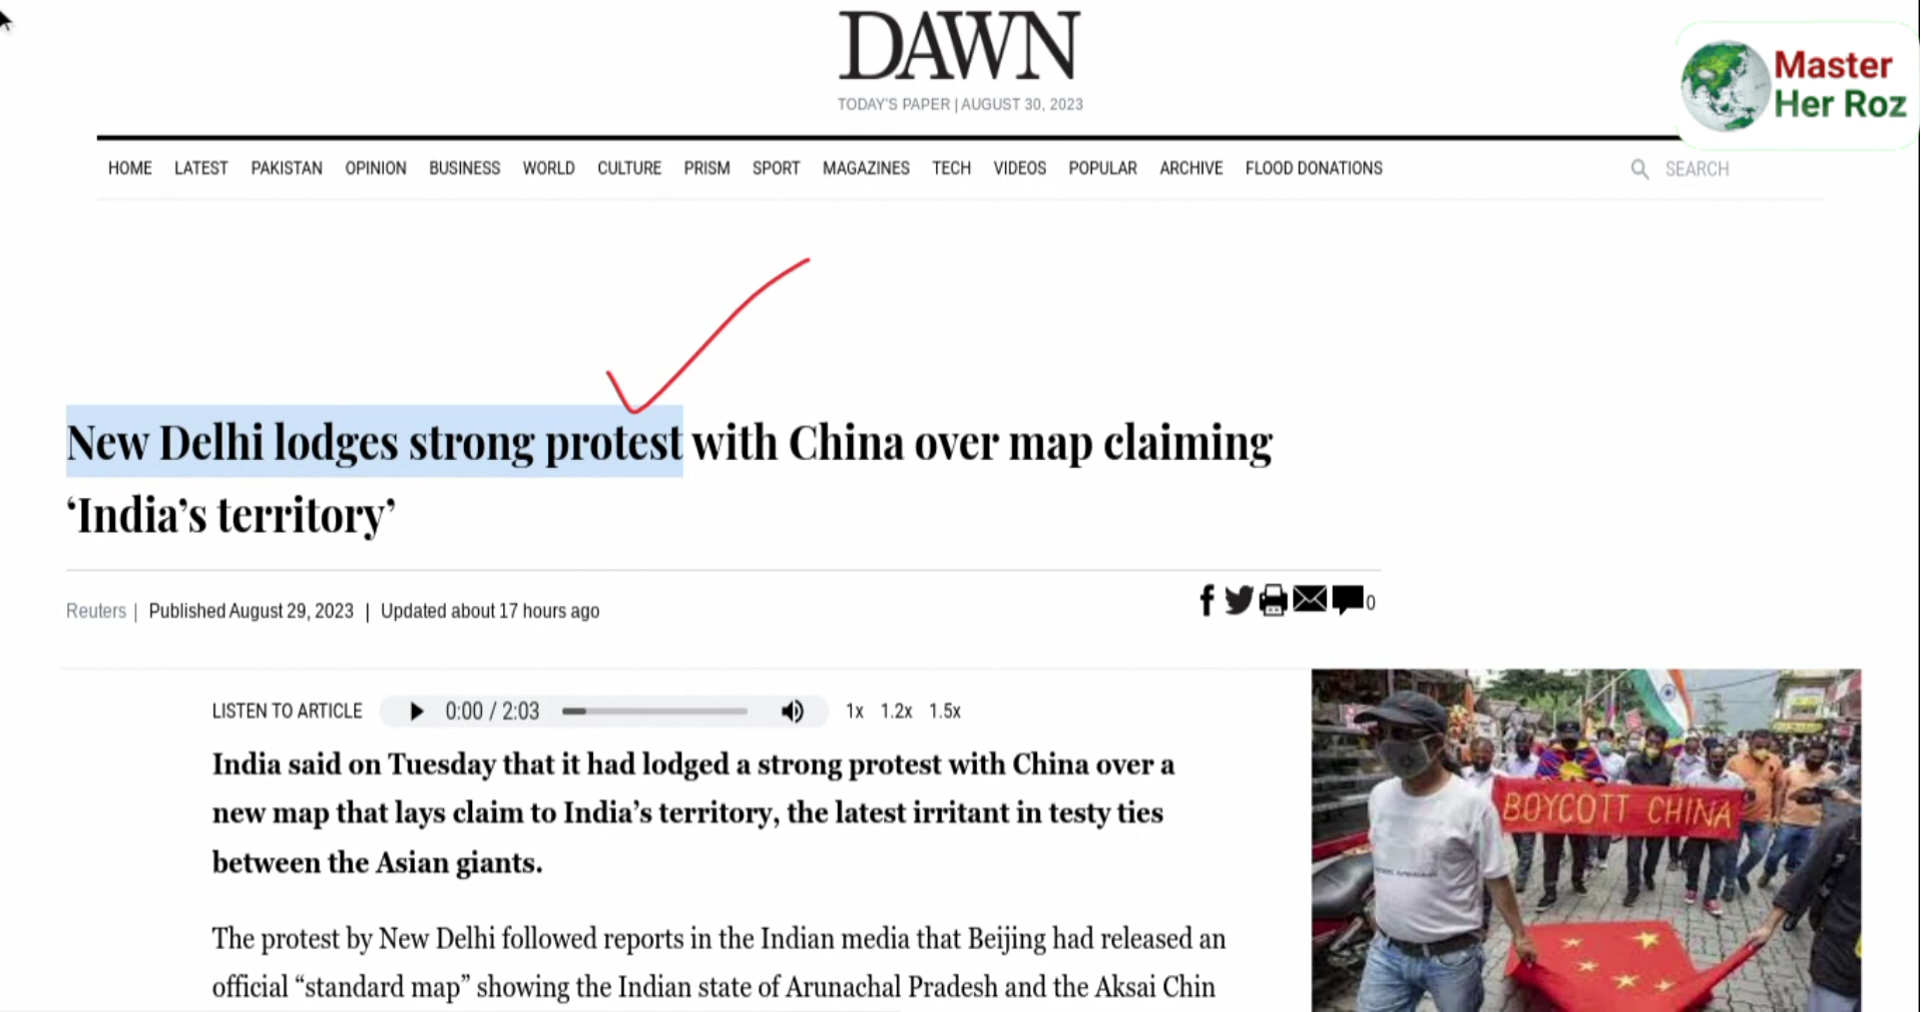 DAWN
TODAY'S PAPER | AUGUST 30, 2023
Master
Her Roz
HOME LATEST PAKISTAN OPINION BUSINESS WORLD CULTURE PRISM SPORT MAGAZINES TECH VIDEOS POPULAR ARCHIVE FLOOD DONATIONS SEARCH
New Delhi lodges strong protest with China over map claiming
‘India’s territory’
Reuters | Published August 29, 2023 | Updated about 17 hours ago
0
LISTEN TO ARTICLE 0:00 / 2:03 1x 1.2x 1.5x
India said on Tuesday that it had lodged a strong protest with China over a
new map that lays claim to India’s territory, the latest irritant in testy ties
between the Asian giants.
The protest by New Delhi followed reports in the Indian media that Beijing had released an
official “standard map” showing the Indian state of Arunachal Pradesh and the Aksai Chin
BOYCOTT CHINA